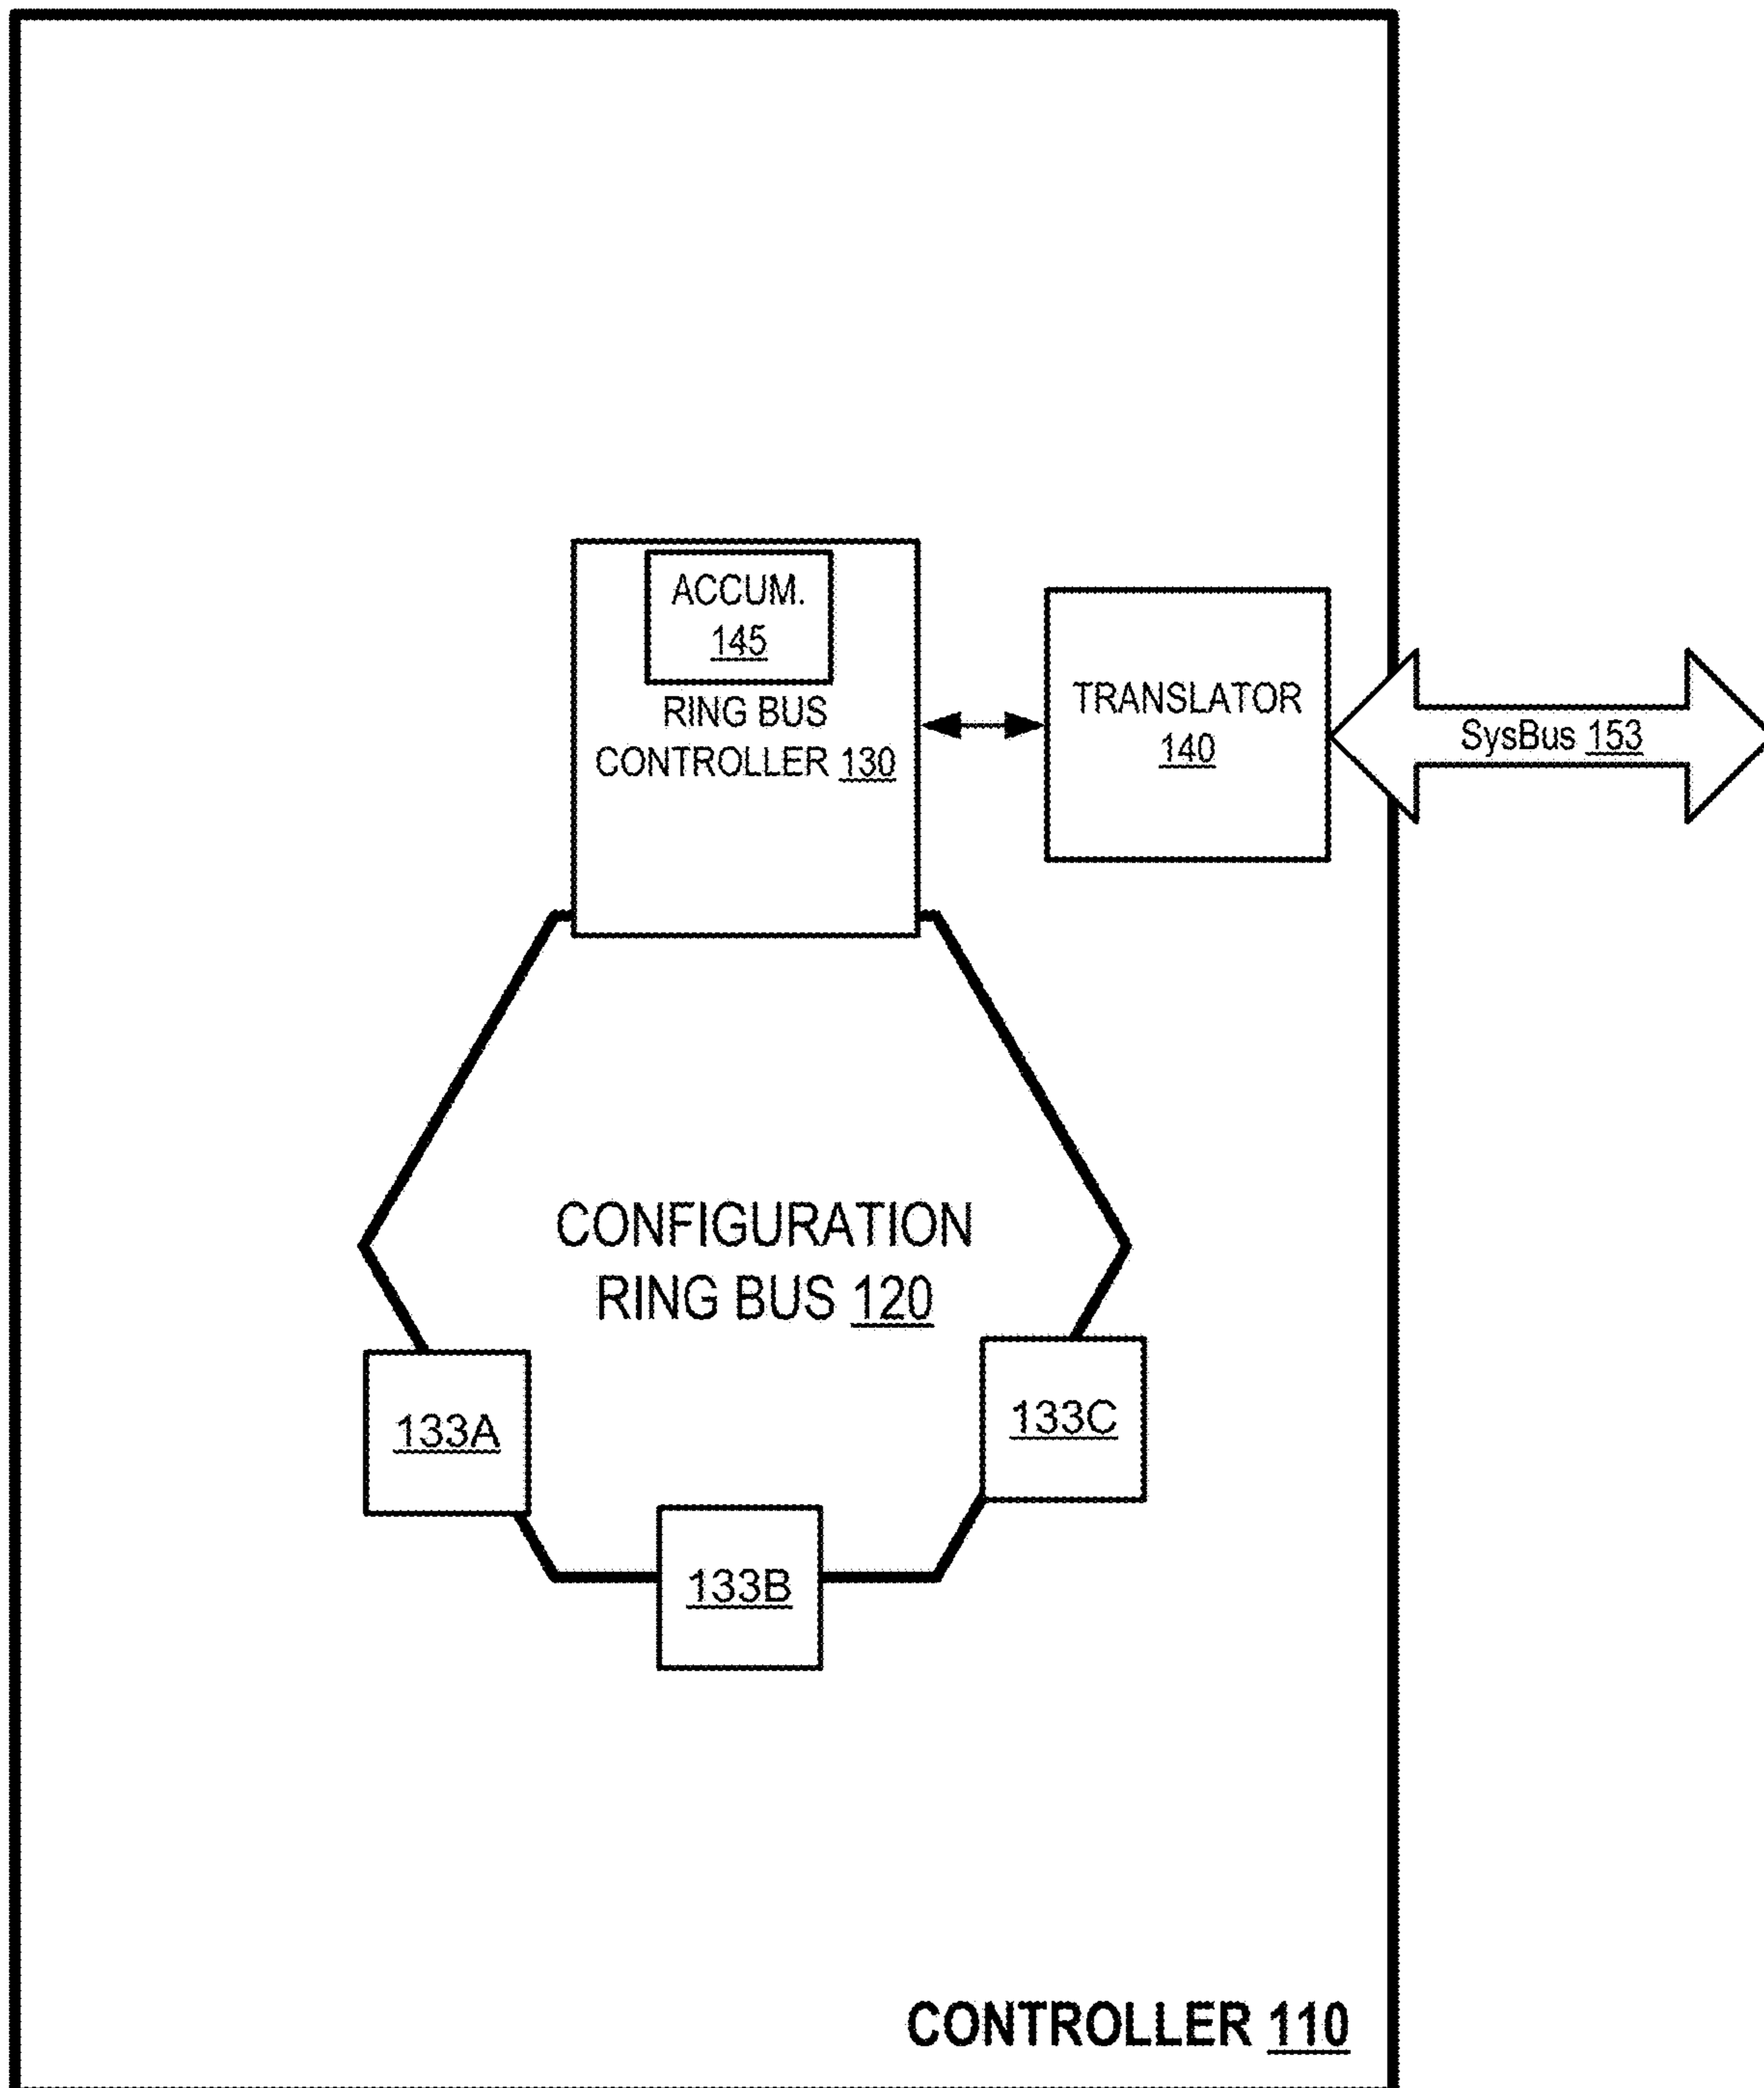 ACCUM.
145
RING BUS
CONTROLLER 130
TRANSLATOR
140
SysBus 153
CONFIGURATION
RING BUS 120
133A
133C
133B
CONTROLLER 110